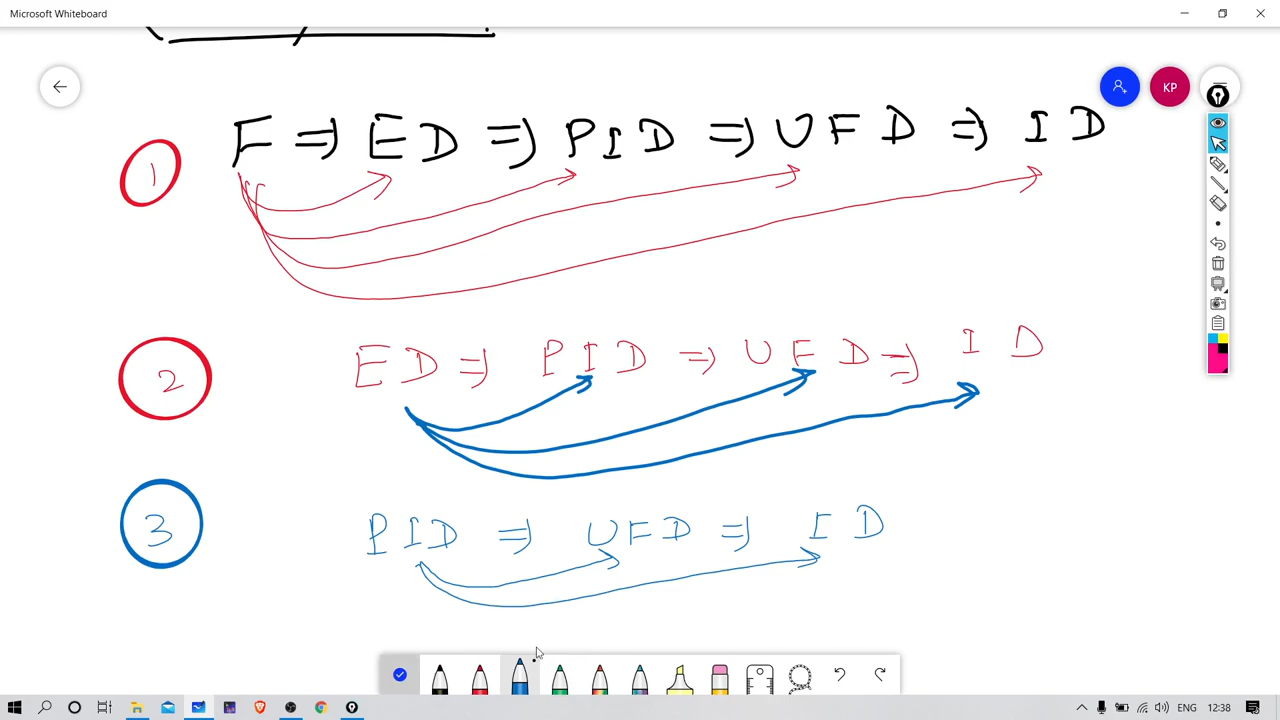 Microsoft Whiteboard
KP
1 F ⇒ ED ⇒ PID ⇒ UFD ⇒ ID
2 ED ⇒ PID ⇒ UFD ⇒ ID
3 PID ⇒ UFD ⇒ ID
ENG 12:38